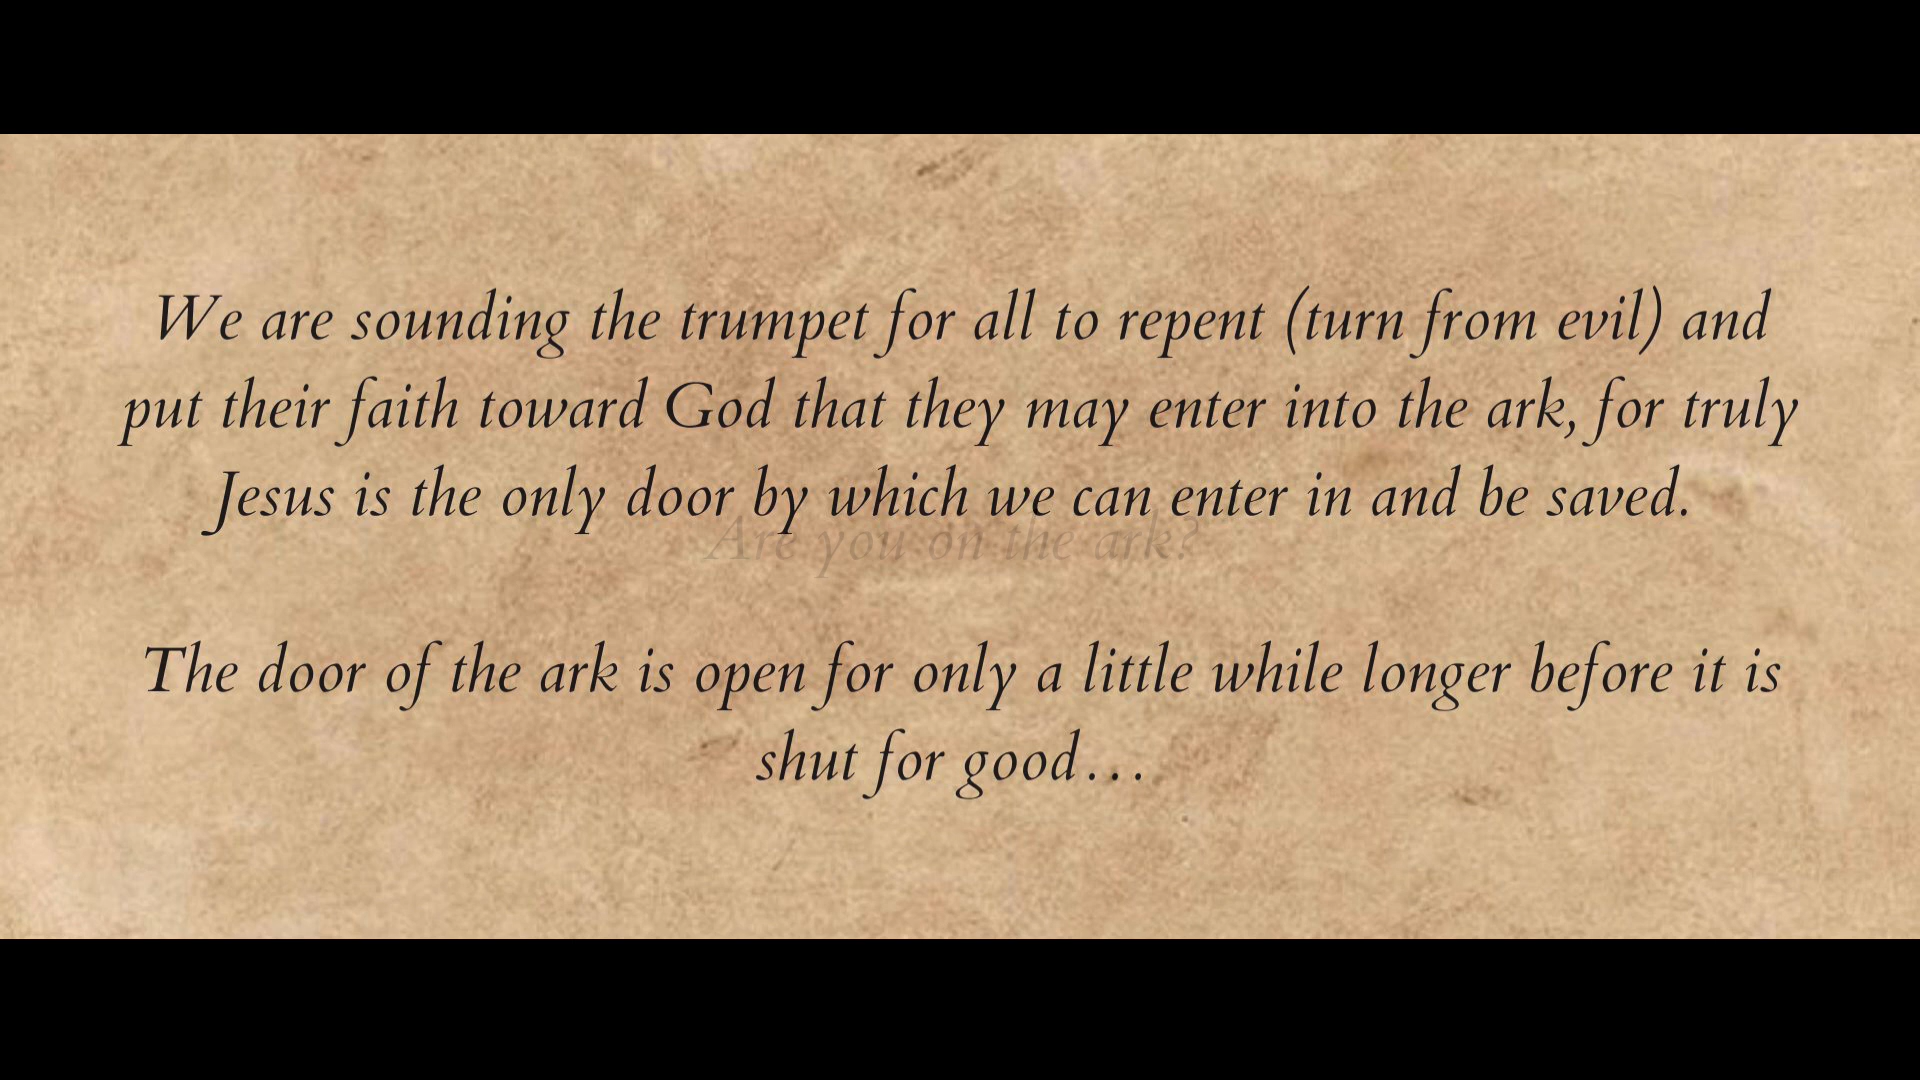 We are sounding the trumpet for all to repent (turn from evil) and
put their faith toward God that they may enter into the ark, for truly
Jesus is the only door by which we can enter in and be saved.
Are you on the ark?
The door of the ark is open for only a little while longer before it is
shut for good…